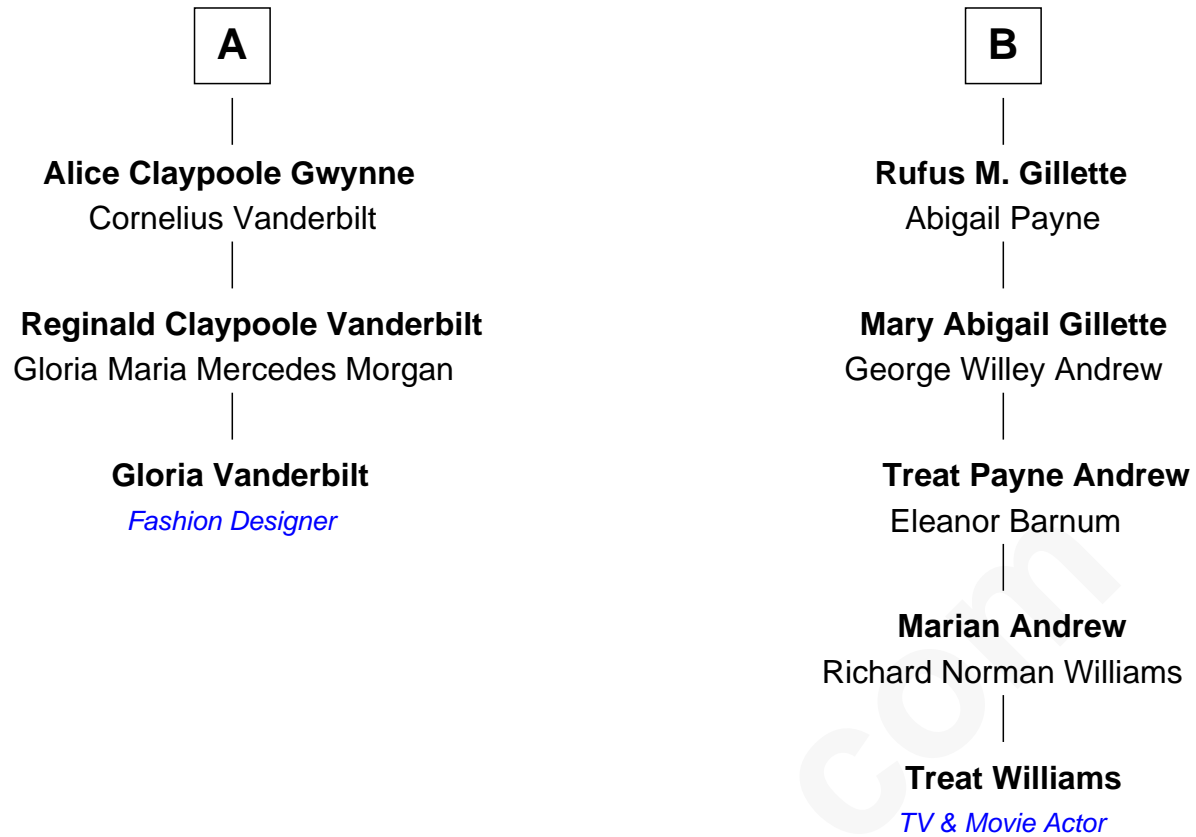 A
Alice Claypoole Gwynne
Cornelius Vanderbilt
Reginald Claypoole Vanderbilt
Gloria Maria Mercedes Morgan
Gloria Vanderbilt
Fashion Designer
B
Rufus M. Gillette
Abigail Payne
Mary Abigail Gillette
George Willey Andrew
Treat Payne Andrew
Eleanor Barnum
Marian Andrew
Richard Norman Williams
Treat Williams
TV & Movie Actor
com